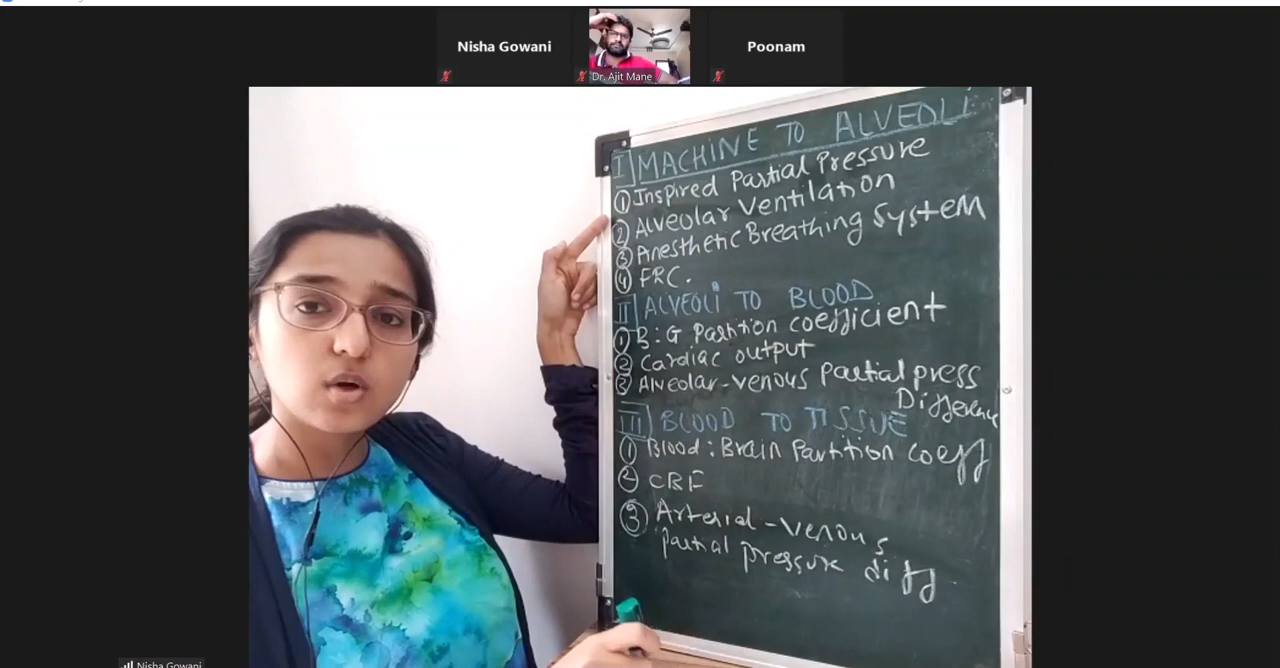 Nisha Gowani
Dr. Ajit Mane
Poonam
I] MACHINE TO ALVEOLI
① Inspired Partial Pressure
② Alveolar Ventilation
③ Anesthetic Breathing System
④ FRC.
II] ALVEOLI TO BLOOD
① B:G Partition coefficient
② Cardiac output
③ Alveolar-venous Partial press
Difference
III] BLOOD TO TISSUE
① Blood : Brain Partition coeff
② CBF
③ Arterial-venous
Partial pressure diff
Nisha Gowani